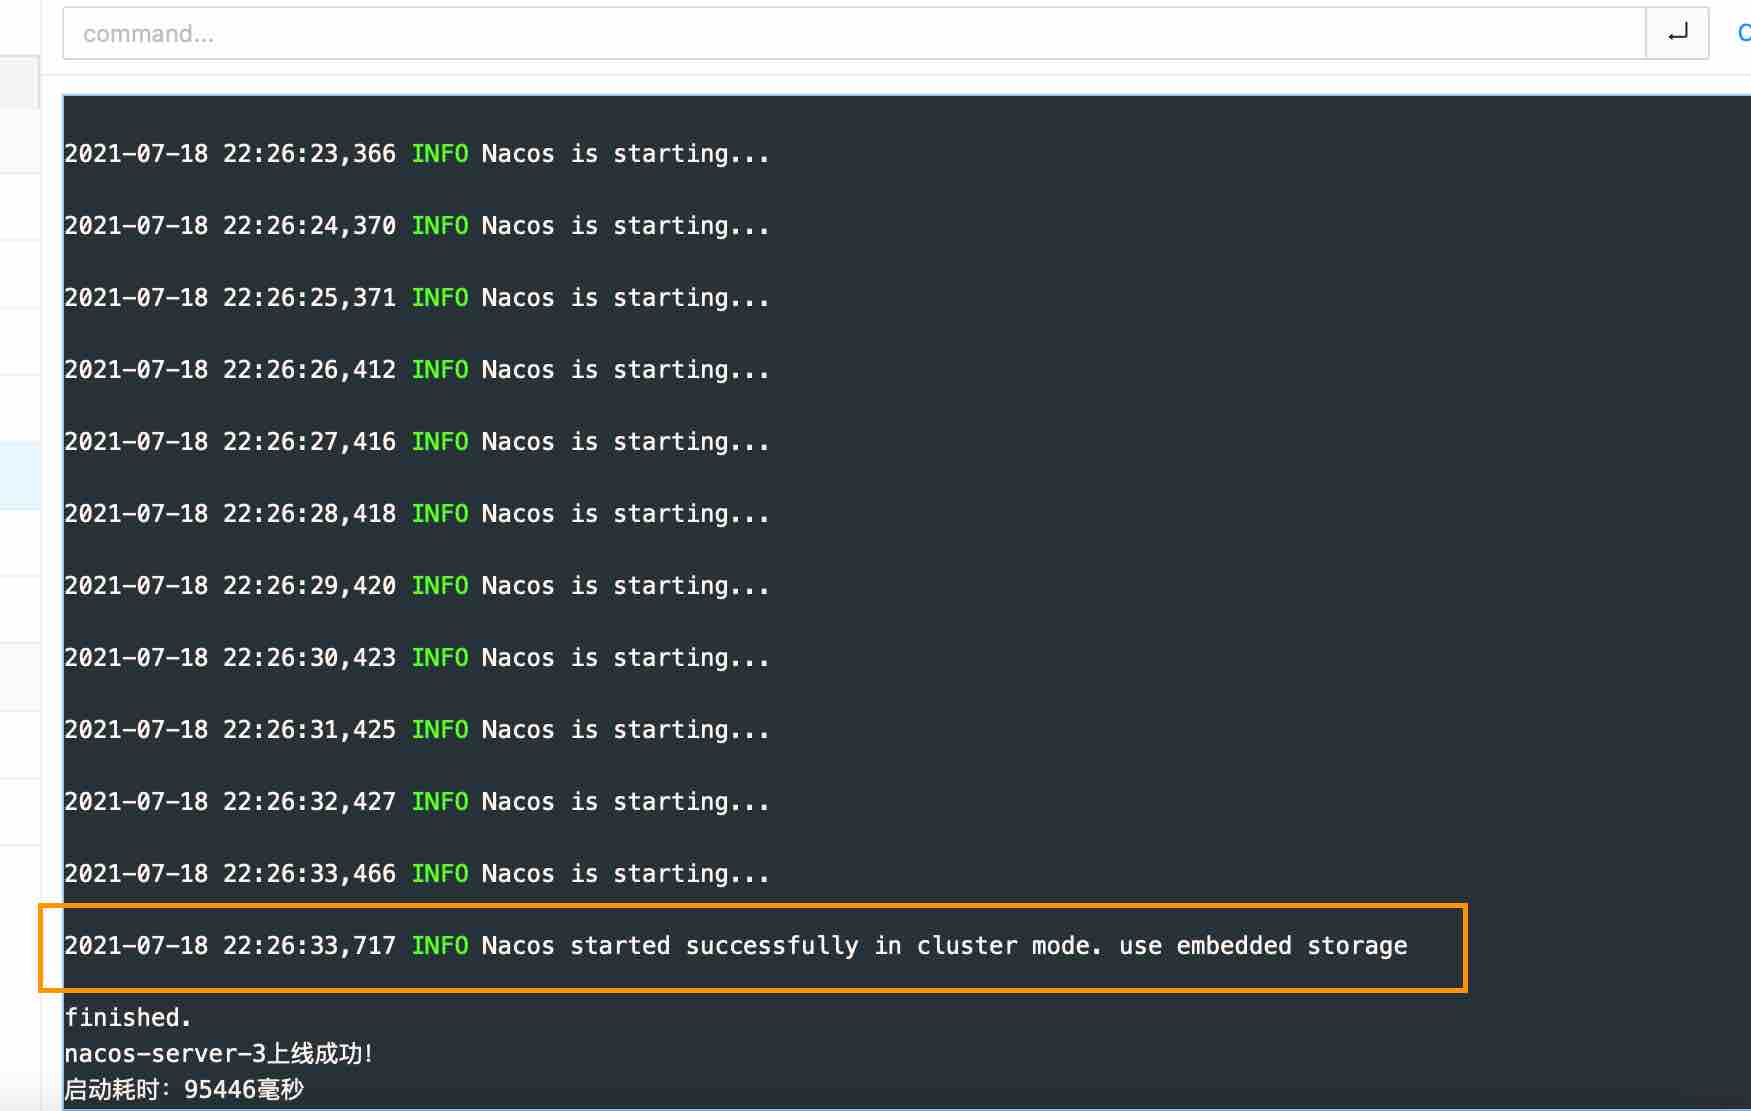 command...
2021-07-18 22:26:23,366 INFO Nacos is starting...
2021-07-18 22:26:24,370 INFO Nacos is starting...
2021-07-18 22:26:25,371 INFO Nacos is starting...
2021-07-18 22:26:26,412 INFO Nacos is starting...
2021-07-18 22:26:27,416 INFO Nacos is starting...
2021-07-18 22:26:28,418 INFO Nacos is starting...
2021-07-18 22:26:29,420 INFO Nacos is starting...
2021-07-18 22:26:30,423 INFO Nacos is starting...
2021-07-18 22:26:31,425 INFO Nacos is starting...
2021-07-18 22:26:32,427 INFO Nacos is starting...
2021-07-18 22:26:33,466 INFO Nacos is starting...
2021-07-18 22:26:33,717 INFO Nacos started successfully in cluster mode. use embedded storage
finished.
nacos-server-3上线成功!
启动耗时：95446毫秒